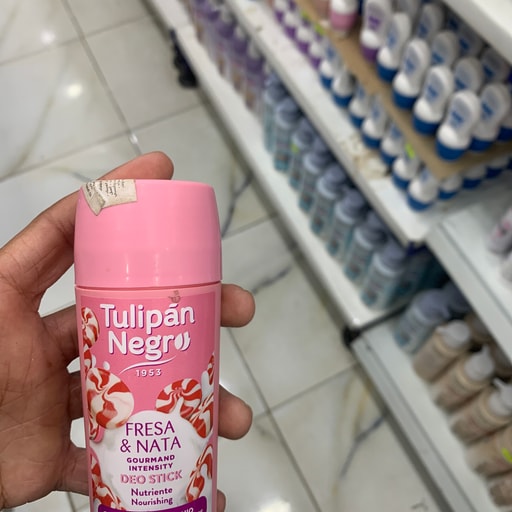 Tulipán
Negro
1953
FRESA
& NATA
GOURMAND
INTENSITY
DEO STICK
Nutriente
Nourishing